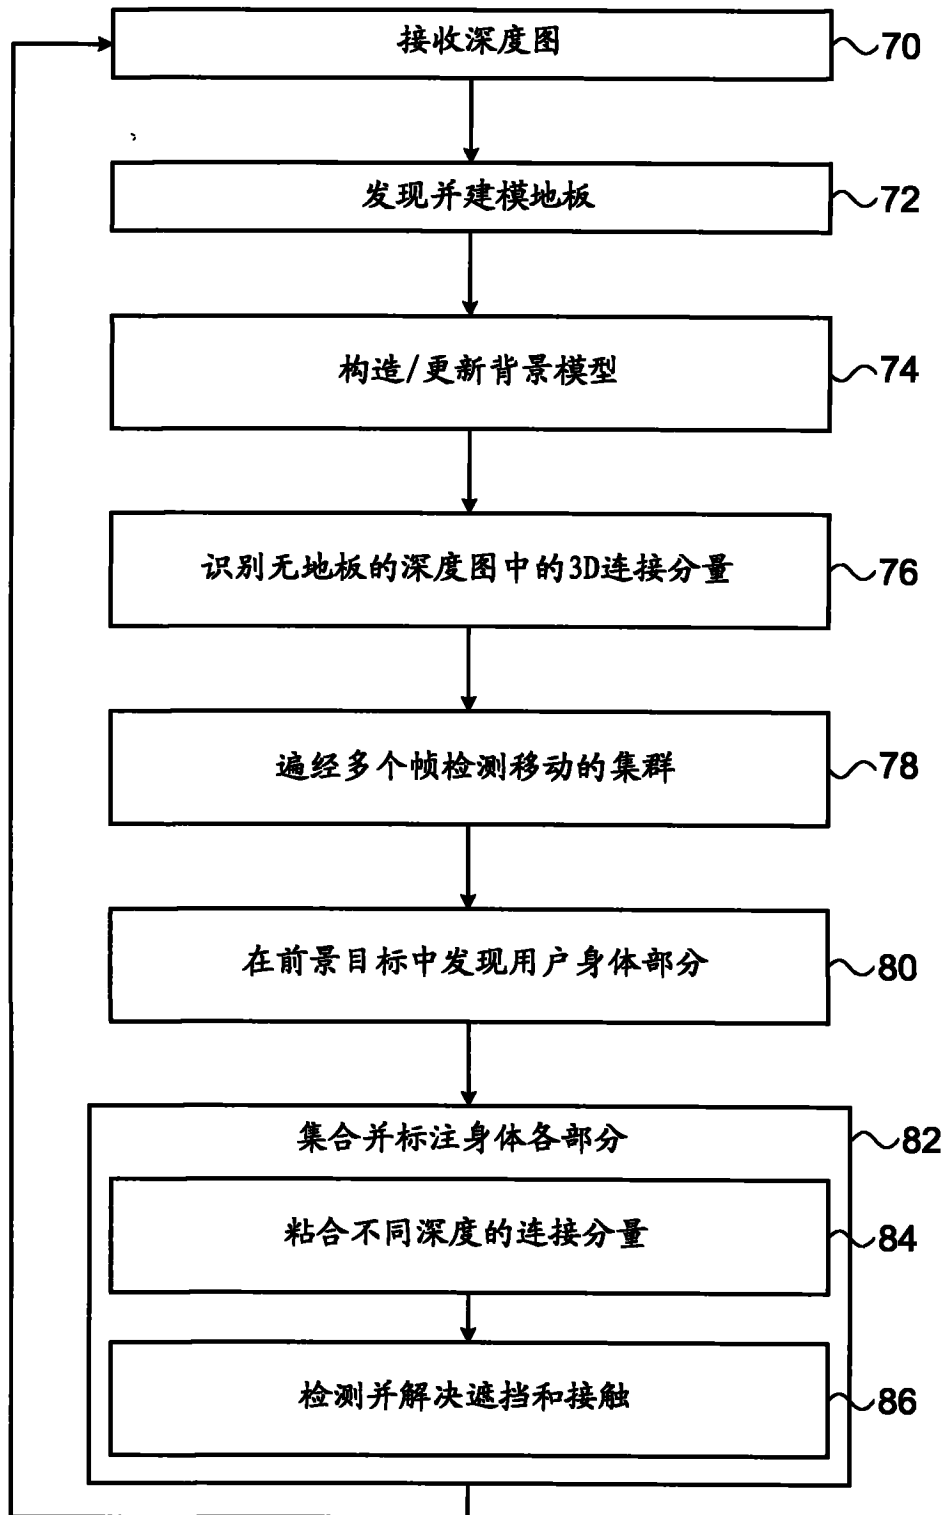 接收深度图
70
发现并建模地板
72
构造/更新背景模型
74
识别无地板的深度图中的3D连接分量
76
遍经多个帧检测移动的集群
78
在前景目标中发现用户身体部分
80
集合并标注身体各部分
82
粘合不同深度的连接分量
84
检测并解决遮挡和接触
86